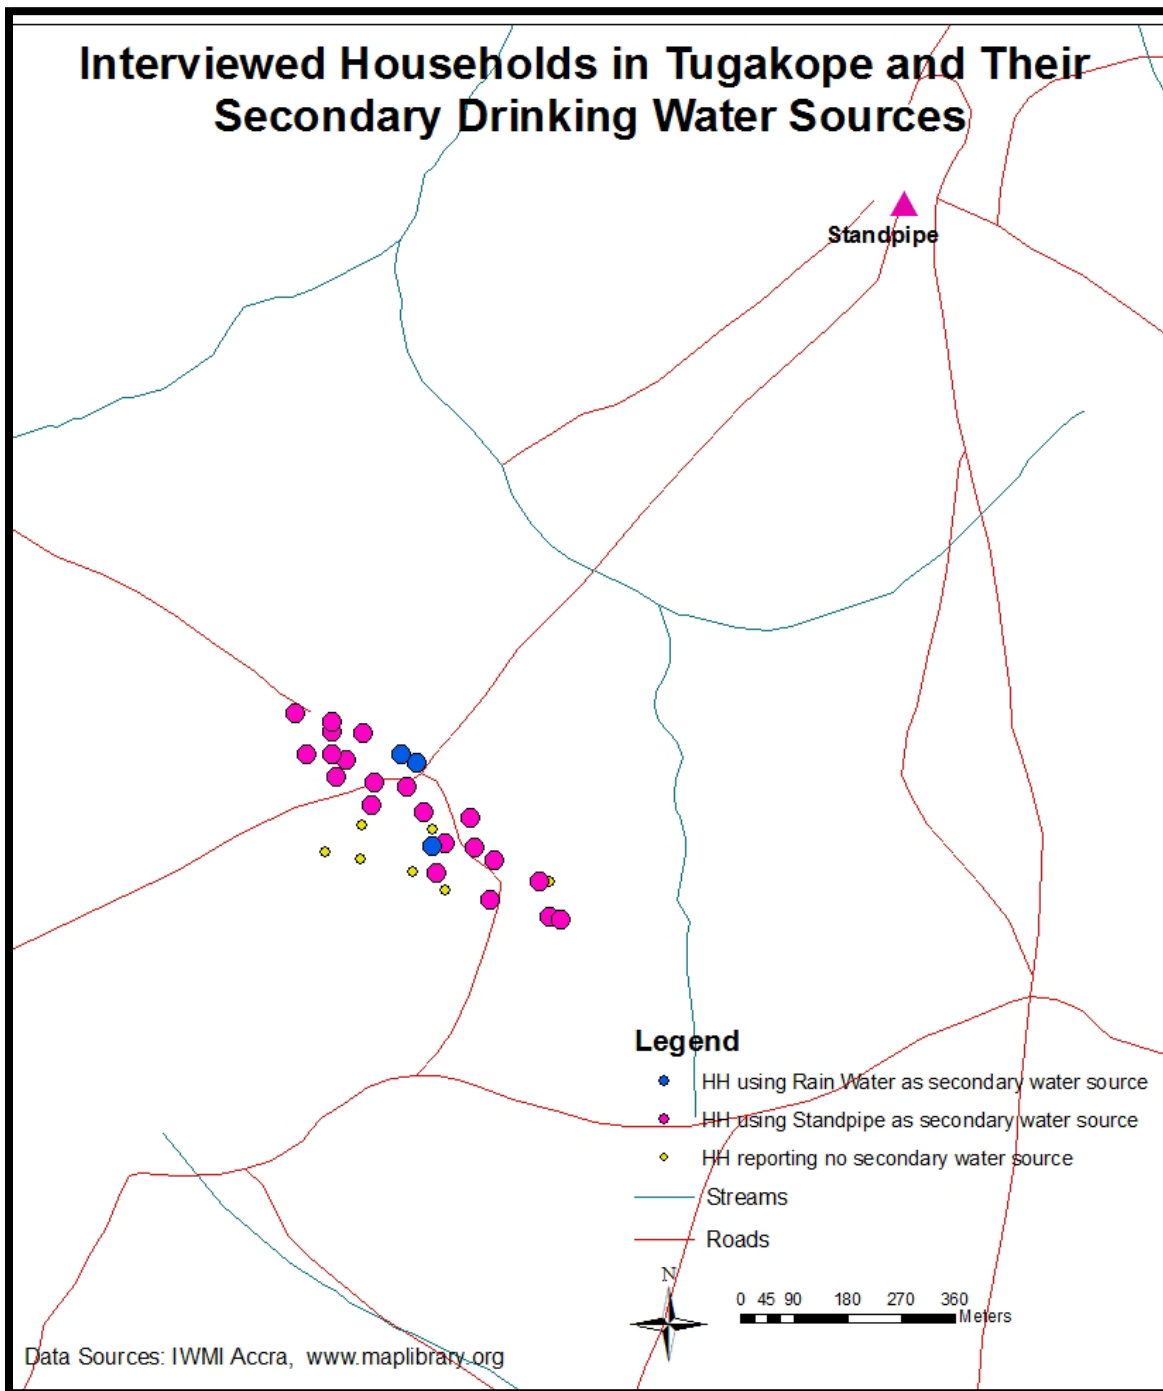 Interviewed Households in Tugakope and Their
Secondary Drinking Water Sources
Standpipe
Legend
HH using Rain Water as secondary water source
HH using Standpipe as secondary water source
HH reporting no secondary water source
Streams
Roads
N
0 45 90 180 270 360
Meters
Data Sources: IWMI Accra, www.maplibrary.org